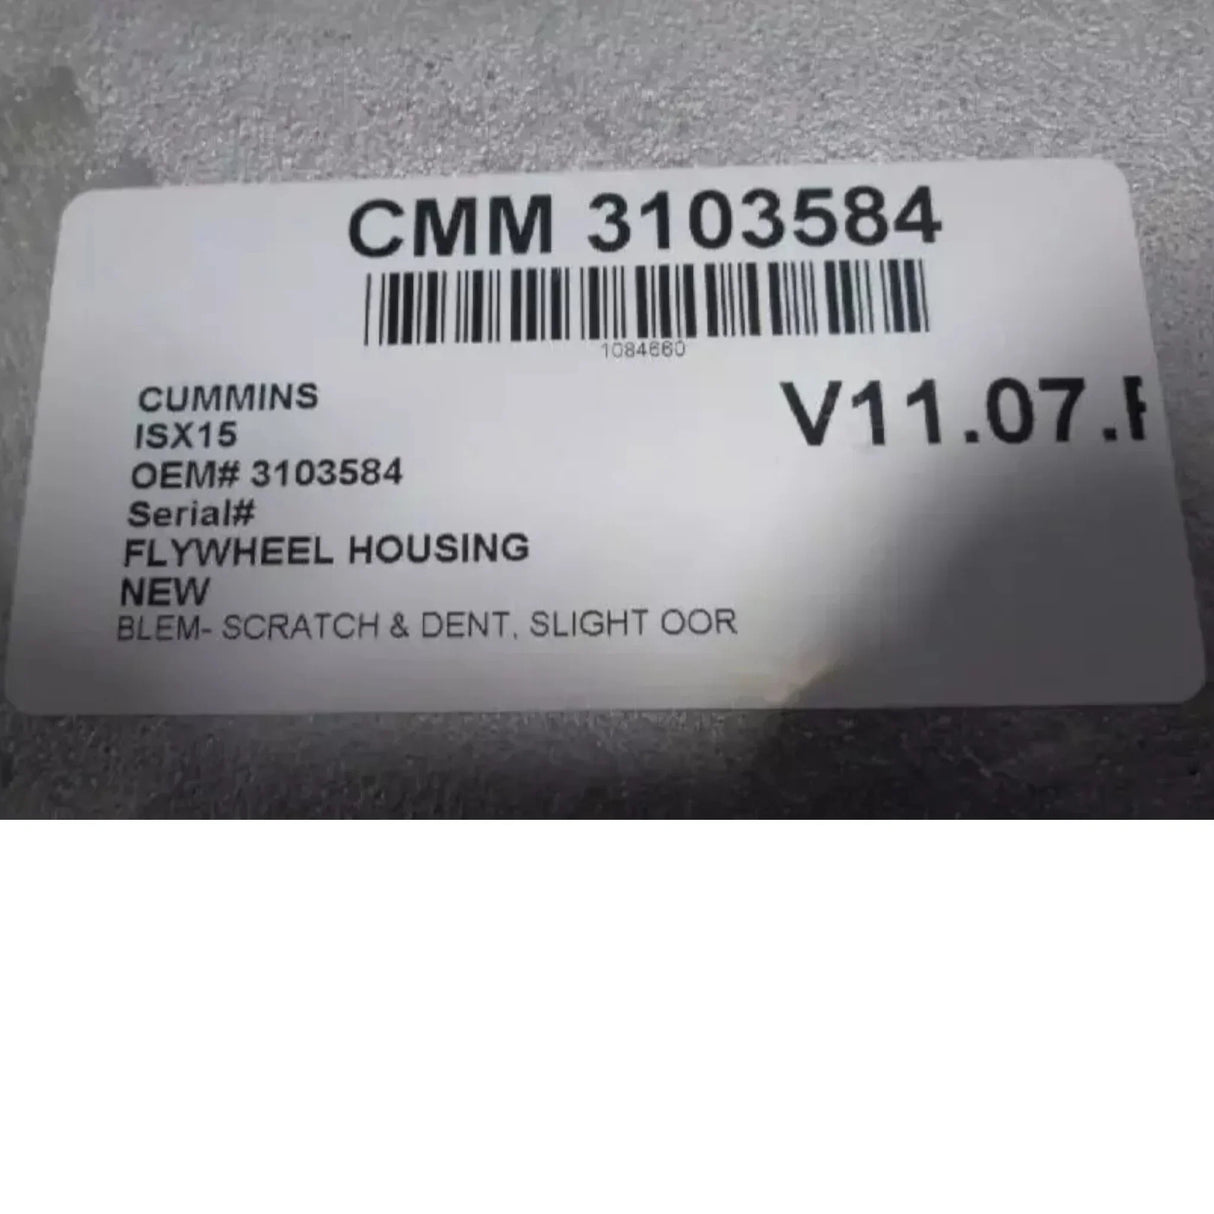 CMM 3103584
1084660
CUMMINS
V11.07.
ISX15
OEM# 3103584
Serial#
FLYWHEEL HOUSING
NEW
BLEM- SCRATCH & DENT, SLIGHT OOR